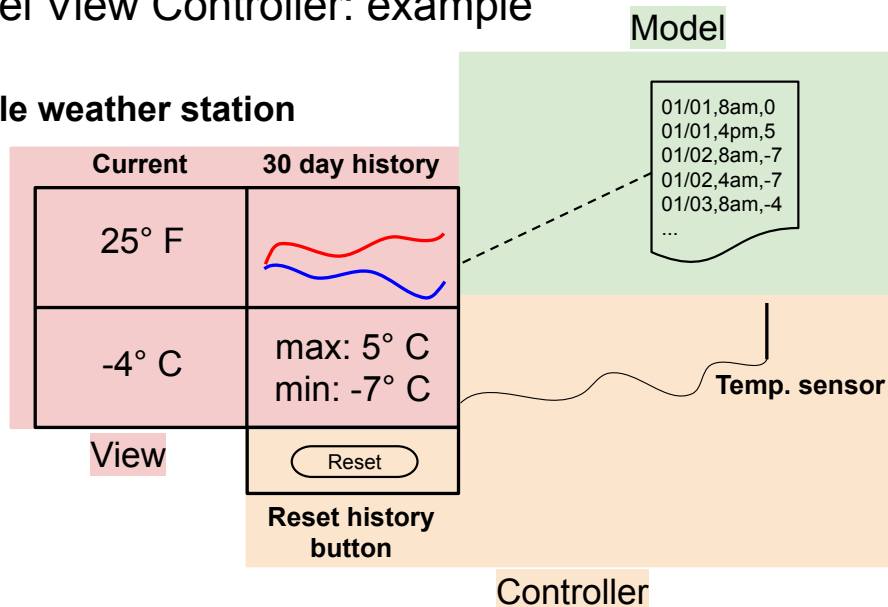 el View Controller: example
Model
le weather station
Current 30 day history
01/01,8am,0
01/01,4pm,5
01/02,8am,-7
01/02,4am,-7
01/03,8am,-4
...
25° F
-4° C
max: 5° C
min: -7° C
Temp. sensor
View
Reset
Reset history
button
Controller